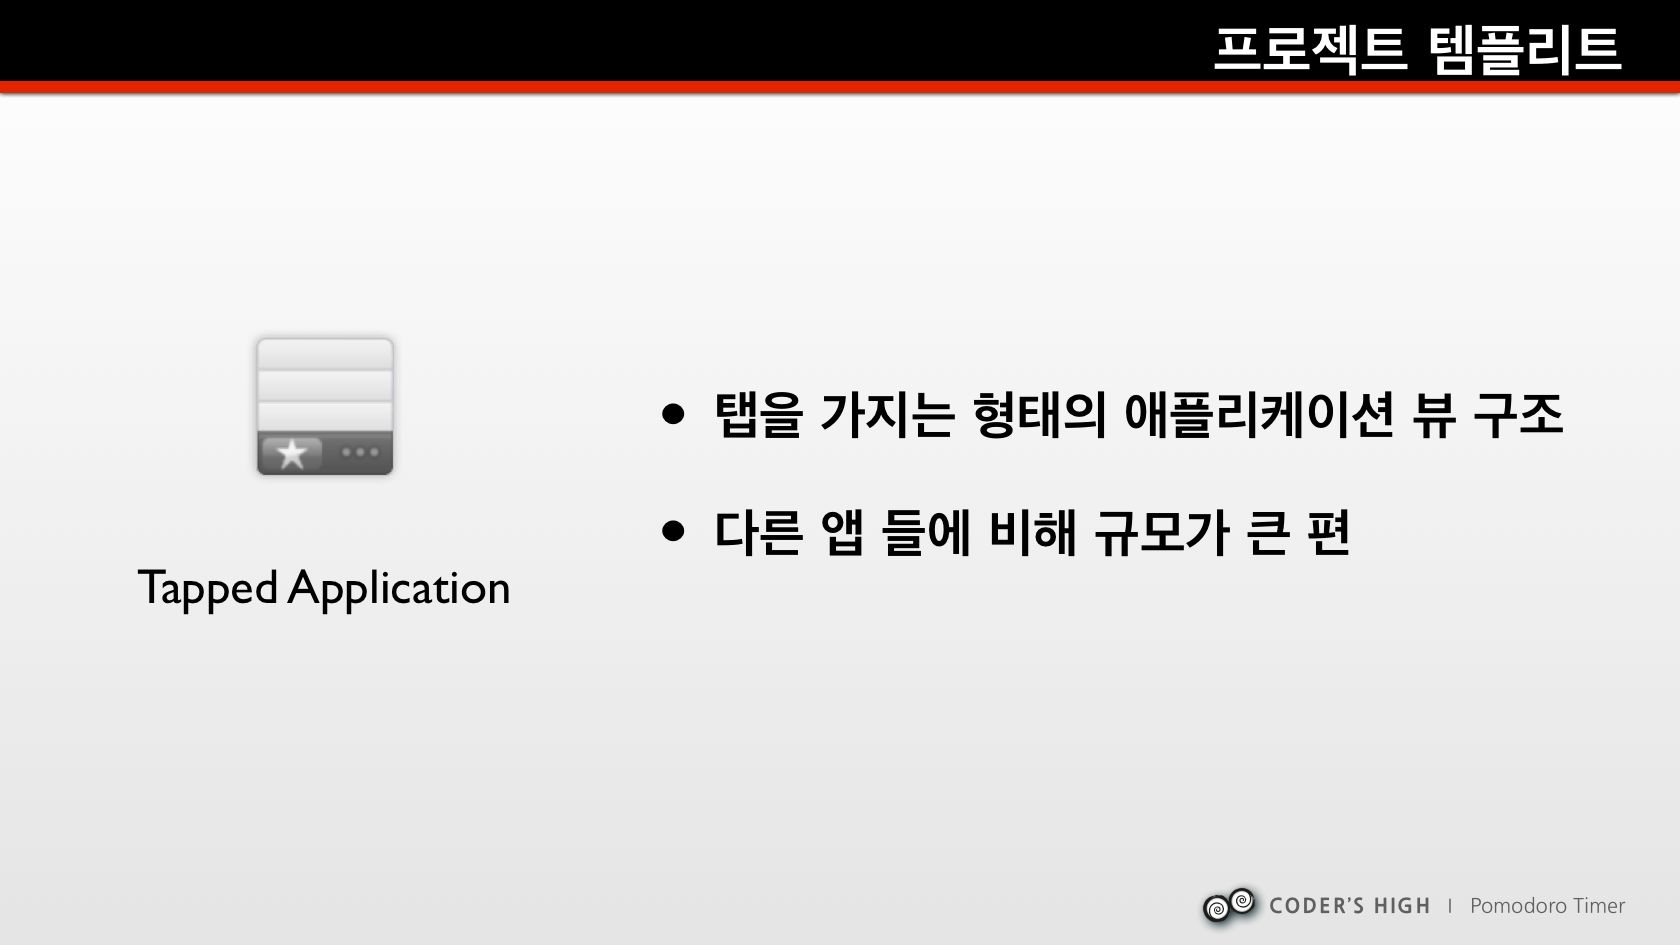 프로젝트 템플리트
Tapped Application
● 탭을 가지는 형태의 애플리케이션 뷰 구조
● 다른 앱 들에 비해 규모가 큰 편
CODER'S HIGH | Pomodoro Timer